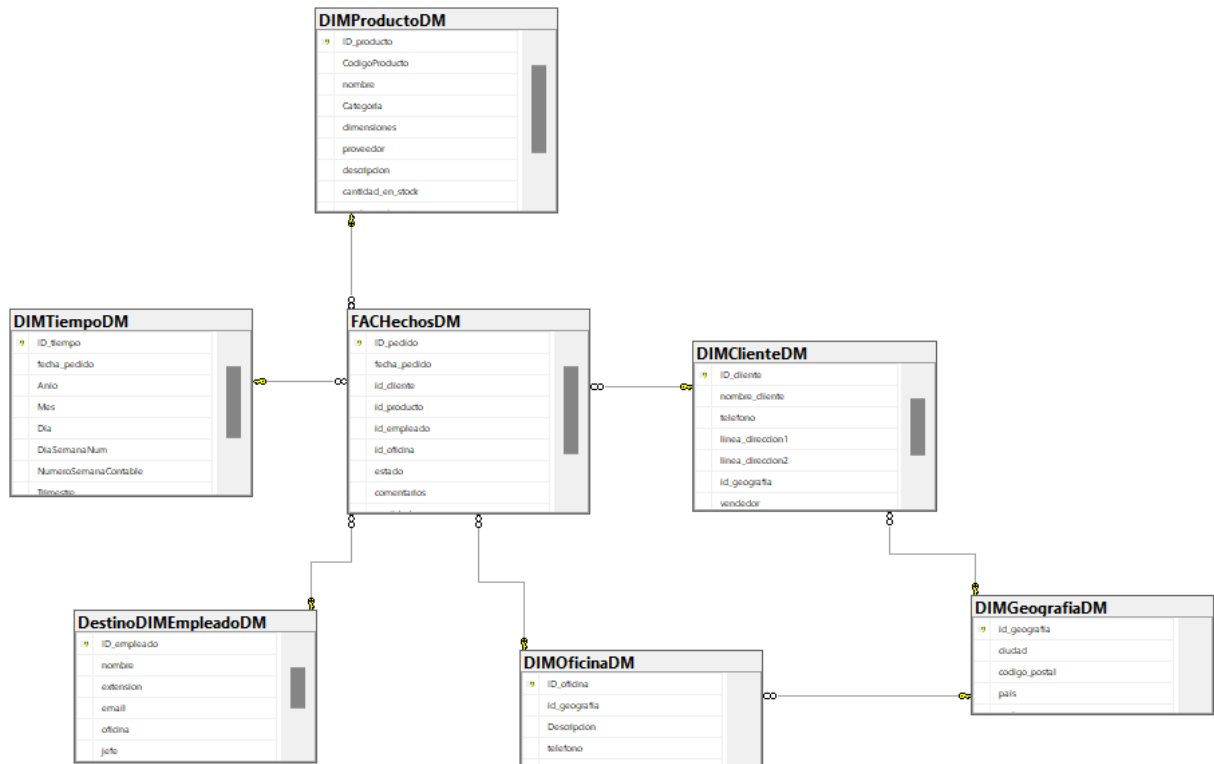 DIMProductoDM
ID_producto
CodigoProducto
nombre
Categoria
dimensiones
proveedor
descripcion
cantidad_en_stock
DIMTiempoDM
ID_tiempo
fecha_pedido
Anio
Mes
Dia
DiaSemanaNum
NumeroSemanaContable
Trimestre
FACHechosDM
ID_pedido
fecha_pedido
id_cliente
id_producto
id_empleado
id_oficina
estado
comentarios
DIMClienteDM
ID_cliente
nombre_cliente
telefono
linea_direccion1
linea_direccion2
id_geografia
vendedor
DestinoDIMEmpleadoDM
ID_empleado
nombre
extension
email
oficina
jefe
DIMOficinaDM
ID_oficina
id_geografia
Descripcion
telefono
DIMGeografiaDM
id_geografia
ciudad
codigo_postal
pais